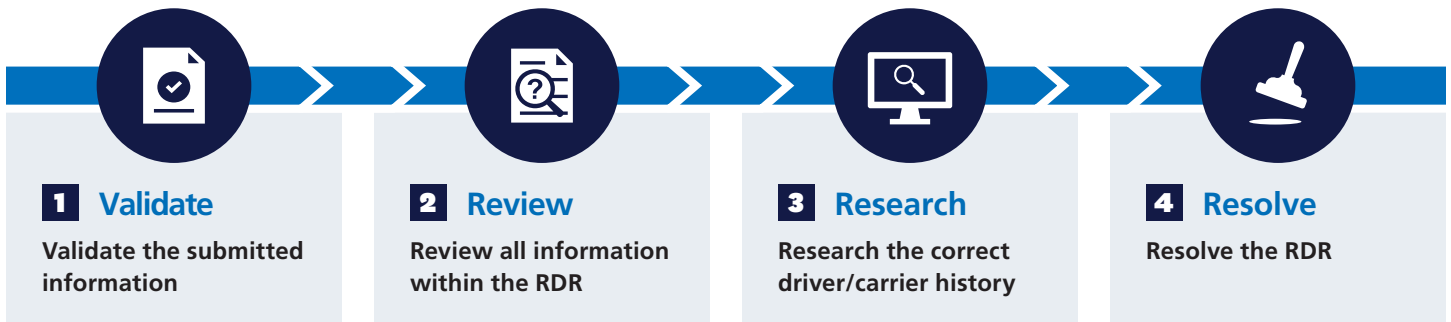 ?
1 Validate
Validate the submitted
information
2 Review
Review all information
within the RDR
3 Research
Research the correct
driver/carrier history
4 Resolve
Resolve the RDR